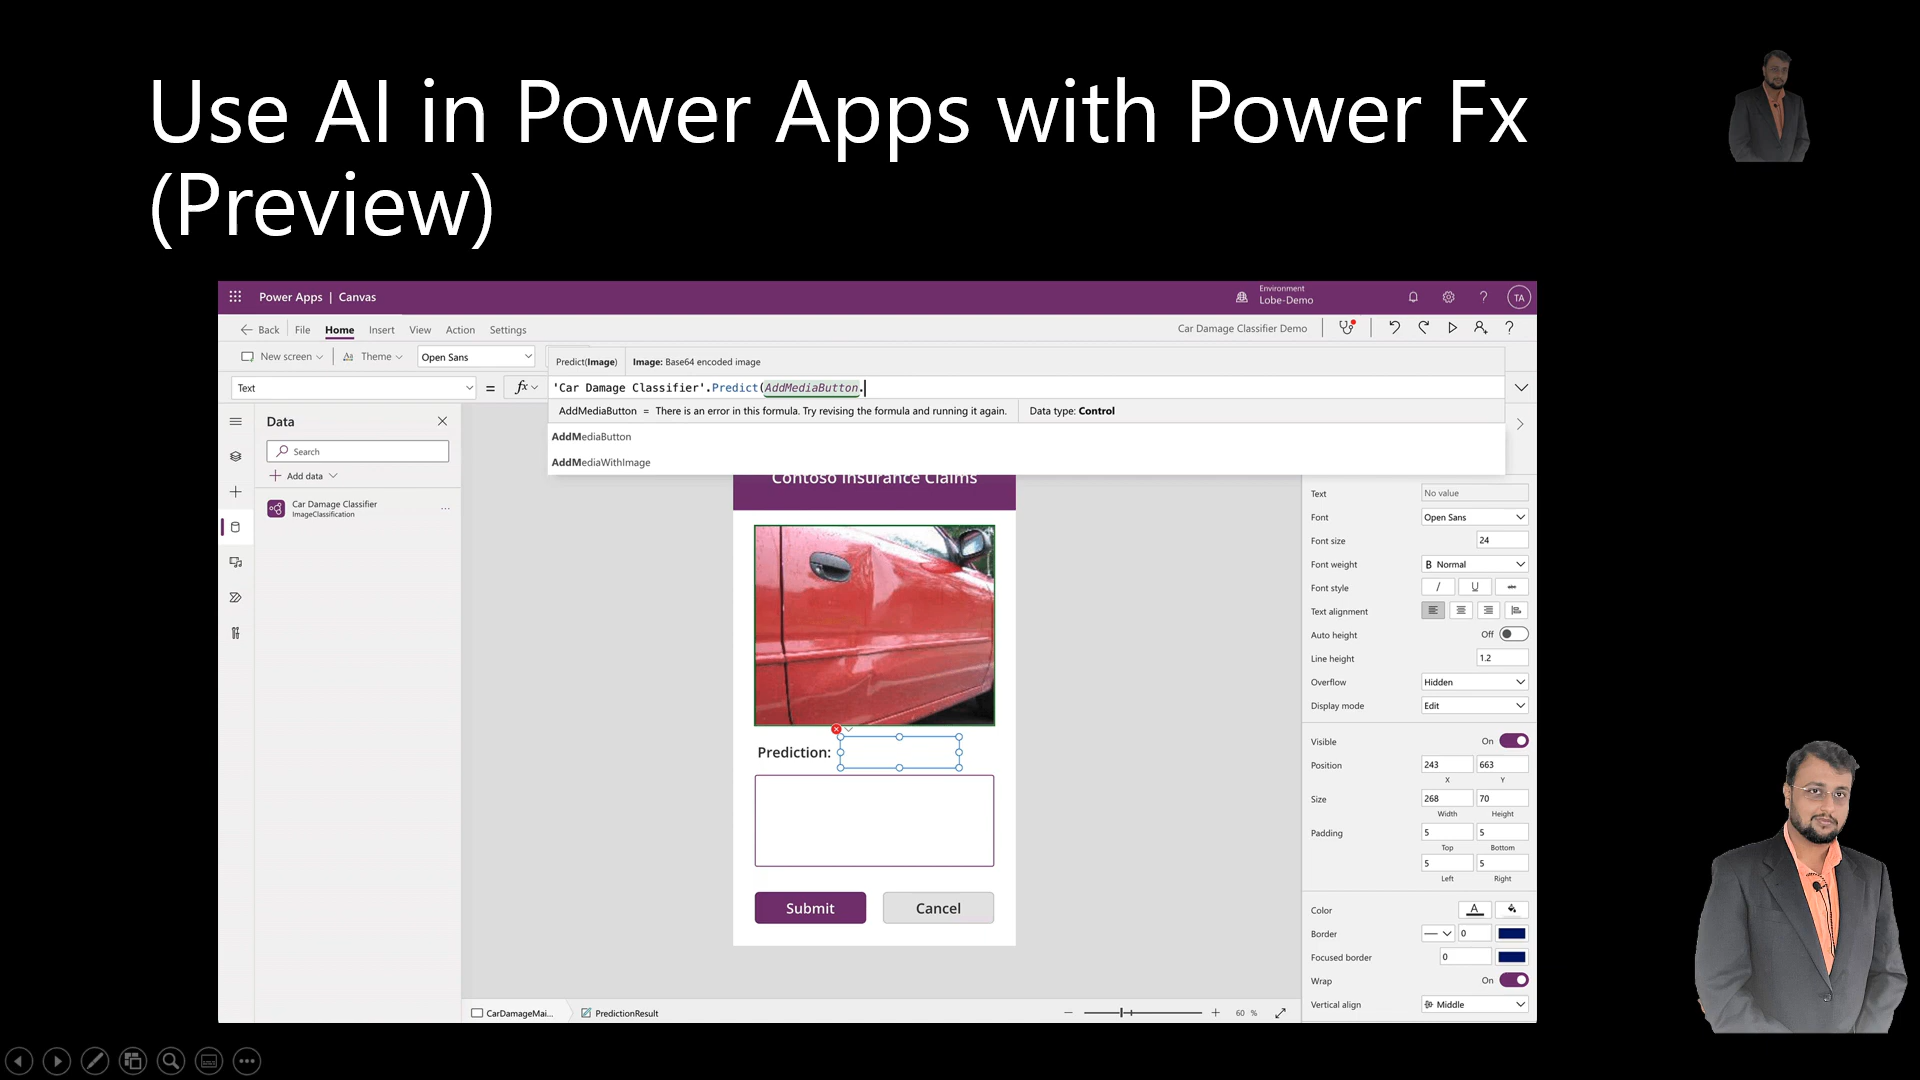 Use AI in Power Apps with Power Fx
(Preview)
Power Apps | Canvas
Environment
Lobe-Demo
TA
Back
File
Home
Insert
View
Action
Settings
Car Damage Classifier Demo
New screen
Theme
Open Sans
Predict(Image)
Image: Base64 encoded image
Text
=
fx
'Car Damage Classifier'.Predict(AddMediaButton.
AddMediaButton = There is an error in this formula. Try revising the formula and running it again.
Data type: Control
AddMediaButton
AddMediaWithImage
Data
Search
Add data
Car Damage Classifier
ImageClassification
...
Contoso Insurance Claims
Prediction:
Submit
Cancel
Text
No value
Font
Open Sans
Font size
24
Font weight
B Normal
Font style
/
U
abc
Text alignment
Auto height
Off
Line height
1.2
Overflow
Hidden
Display mode
Edit
Visible
On
Position
243
663
X
Y
Size
268
70
Width
Height
Padding
5
5
Top
Bottom
5
5
Left
Right
Color
A
Border
0
Focused border
0
Wrap
On
Vertical align
Middle
CarDamageMai...
PredictionResult
60 %